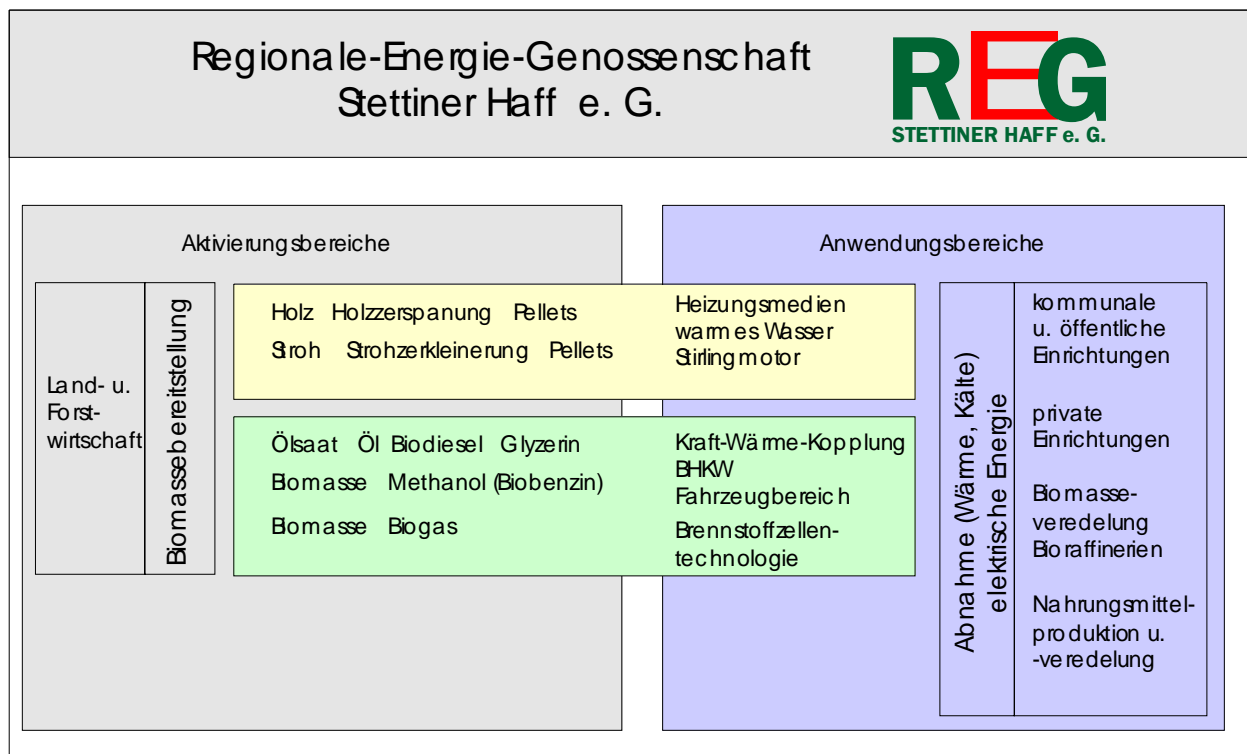 Regionale-Energie-Genossenschaft
Stettiner Haff e. G.
REG
STETTINER HAFF e. G.
Aktivierungsbereiche
Land- u.
Forst-
wirtschaft
Biomassebereitstellung
Holz Holzzerspanung Pellets
Stroh Strohzerkleinerung Pellets
Ölsaat Öl Biodiesel Glyzerin
Biomasse Methanol (Biobenzin)
Biomasse Biogas
Anwendungsbereiche
Heizungsmedien
warmes Wasser
Stirlingmotor
Kraft-Wärme-Kopplung
BHKW
Fahrzeugbereich
Brennstoffzellen-
technologie
Abnahme (Wärme, Kälte)
elektrische Energie
kommunale
u. öffentliche
Einrichtungen
private
Einrichtungen
Biomasse-
veredelung
Bioraffinerien
Nahrungsmittel-
produktion u.
-veredelung